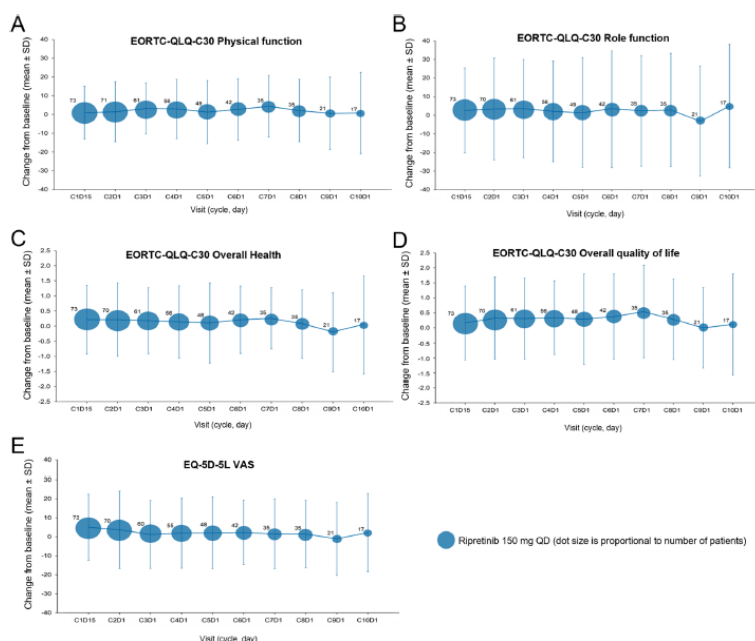 A
EORTC-QLQ-C30 Physical function
Change from baseline (mean ± SD)
40
30
20
10
0
-10
-20
-30
-40
73 71 61 56 48 42 35 35 21 17
C1D15 C2D1 C3D1 C4D1 C5D1 C6D1 C7D1 C8D1 C9D1 C10D1
Visit (cycle, day)
B
EORTC-QLQ-C30 Role function
Change from baseline (mean ± SD)
40
30
20
10
0
-10
-20
-30
-40
73 70 61 56 48 42 35 35 21 17
C1D15 C2D1 C3D1 C4D1 C5D1 C6D1 C7D1 C8D1 C9D1 C10D1
Visit (cycle, day)
C
EORTC-QLQ-C30 Overall Health
Change from baseline (mean ± SD)
2.5
2.0
1.5
1.0
0.5
0.0
-0.5
-1.0
-1.5
-2.0
-2.5
73 70 61 56 48 42 35 35 21 17
C1D15 C2D1 C3D1 C4D1 C5D1 C6D1 C7D1 C8D1 C9D1 C10D1
Visit (cycle, day)
D
EORTC-QLQ-C30 Overall quality of life
Change from baseline (mean ± SD)
2.5
2.0
1.5
1.0
0.5
0.0
-0.5
-1.0
-1.5
-2.0
-2.5
73 70 61 56 48 42 35 35 21 17
C1D15 C2D1 C3D1 C4D1 C5D1 C6D1 C7D1 C8D1 C9D1 C10D1
Visit (cycle, day)
E
EQ-5D-5L VAS
Change from baseline (mean ± SD)
40
30
20
10
0
-10
-20
-30
-40
72 70 60 55 48 42 35 35 21 17
C1D15 C2D1 C3D1 C4D1 C5D1 C6D1 C7D1 C8D1 C9D1 C10D1
Visit (cycle, day)
Ripretinib 150 mg QD (dot size is proportional to number of patients)